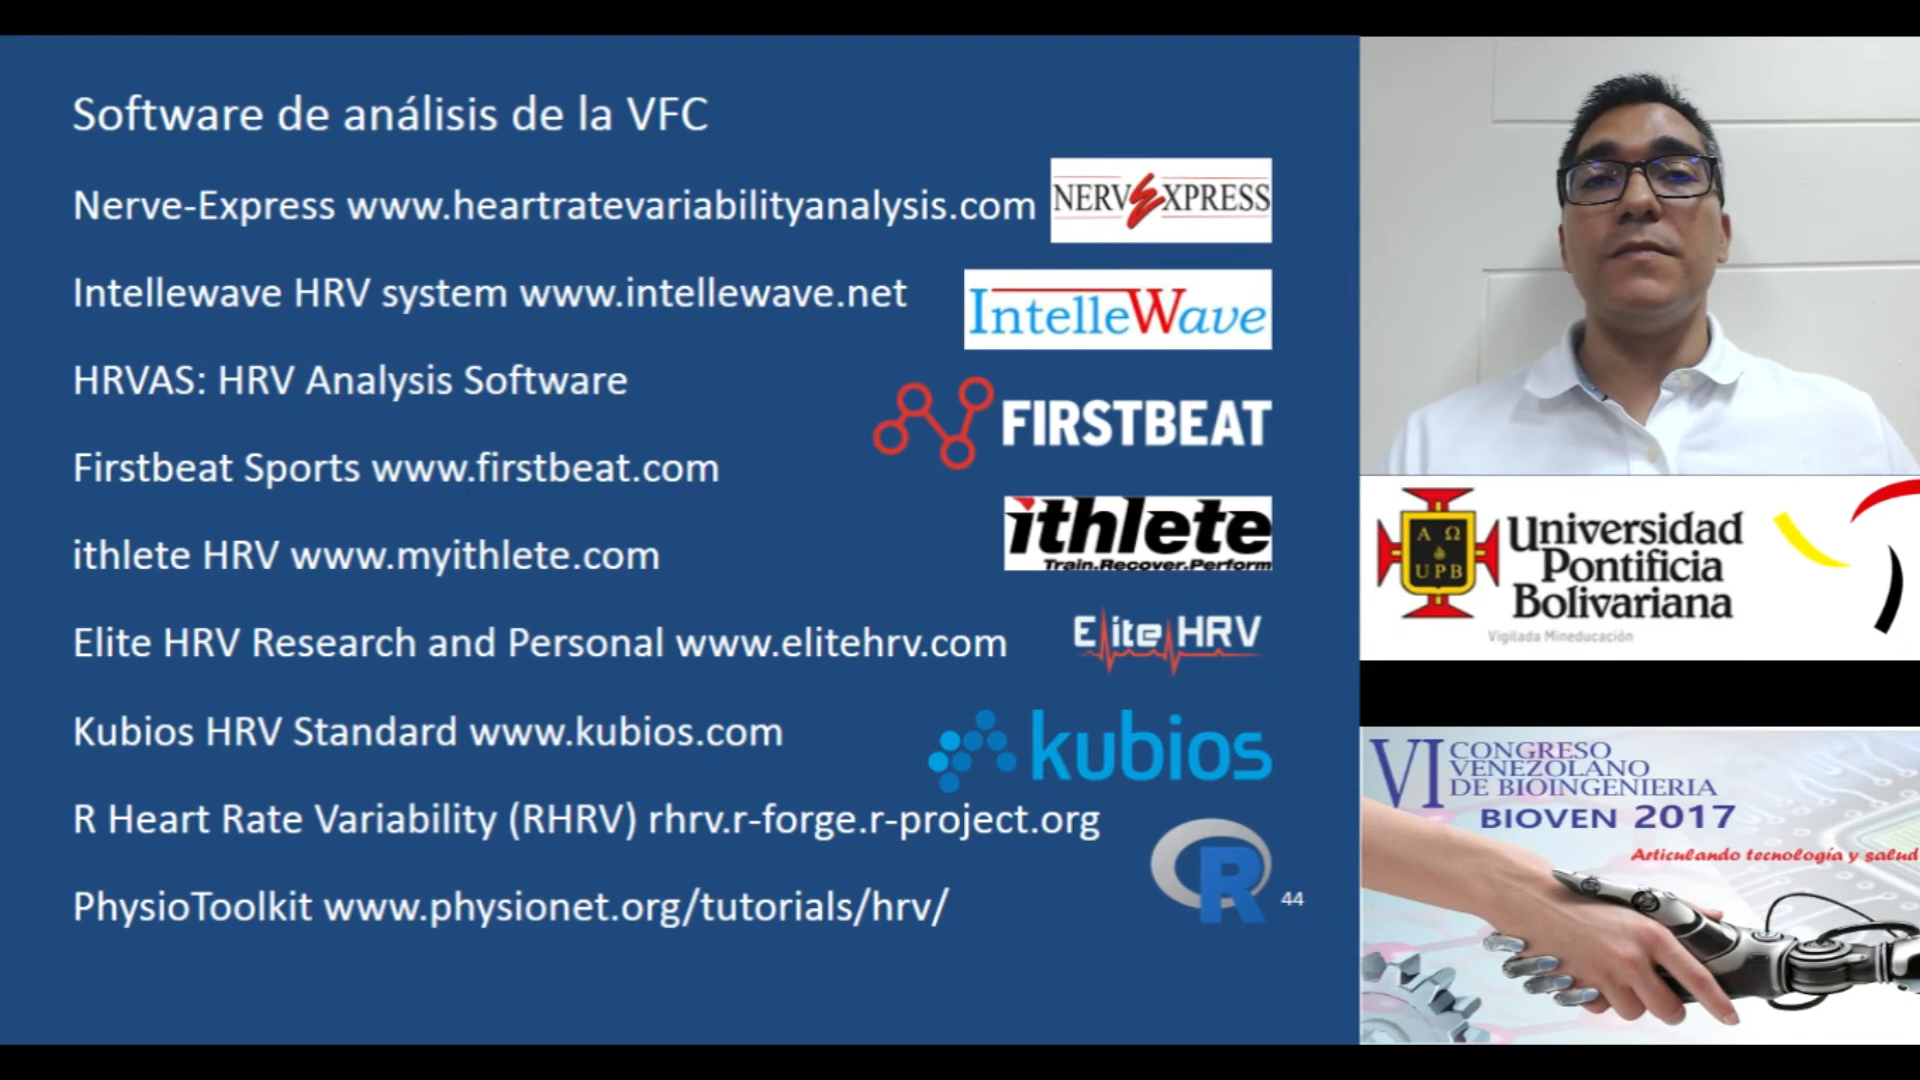 Software de análisis de la VFC
Nerve-Express www.heartratevariabilityanalysis.com
NERVEXPRESS
Intellewave HRV system www.intellewave.net
INTELLEWAVE
HRVAS: HRV Analysis Software
FIRSTBEAT
Firstbeat Sports www.firstbeat.com
ithlete HRV www.myithlete.com
ithlete
Train.Recover.Perform
Elite HRV Research and Personal www.elitehrv.com
Elite HRV
Kubios HRV Standard www.kubios.com
kubios
R Heart Rate Variability (RHRV) rhrv.r-forge.r-project.org
R
44
PhysioToolkit www.physionet.org/tutorials/hrv/
Α Ω
UPB
Universidad
Pontificia
Bolivariana
Vigilada Mineducación
VI CONGRESO
VENEZOLANO
DE BIOINGENIERIA
BIOVEN 2017
Articulando tecnología y salud